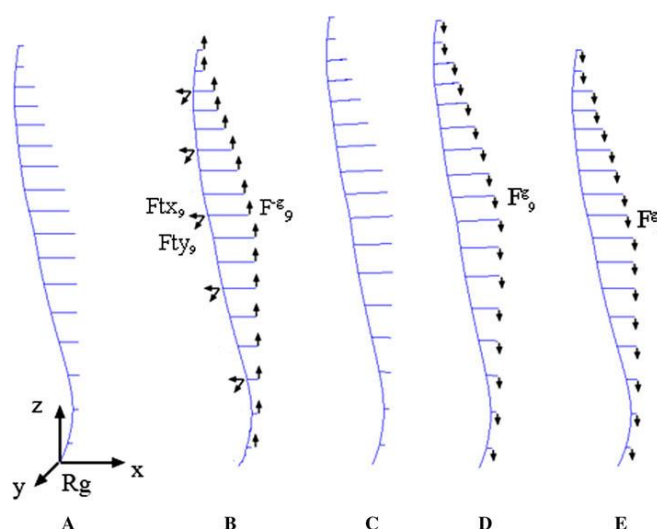 Ftx₉
F⁻ᵍ₉
Fty₉
Fᵍ₉
Fᵍ
z
x
y
Rg
A B C D E